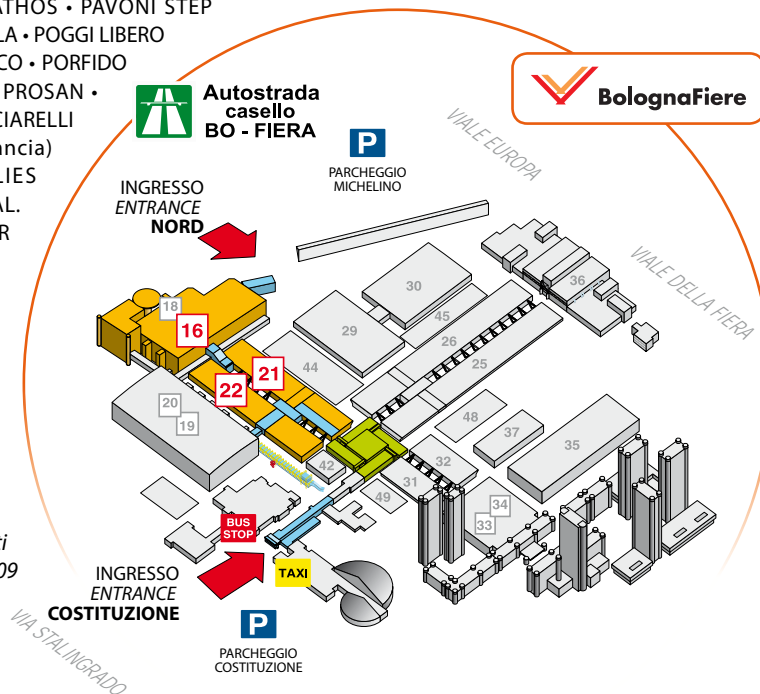 ATHOS • PAVONI STEP
LA • POGGI LIBERO
CO • PORFIDO
PROSAN •
CIARELLI
ancia)
LIES
AL.
R
Autostrada
casello
BO - FIERA
BolognaFiere
VIALE EUROPA
P
PARCHEGGIO
MICHELINO
INGRESSO
ENTRANCE
NORD
VIALE DELLA FIERA
36
30
18
16
29
45
26
25
44
21
22
20
19
48
37
35
42
32
31
49
34
33
BUS
STOP
TAXI
ti
09
INGRESSO
ENTRANCE
COSTITUZIONE
P
PARCHEGGIO
COSTITUZIONE
VIA STALINGRADO